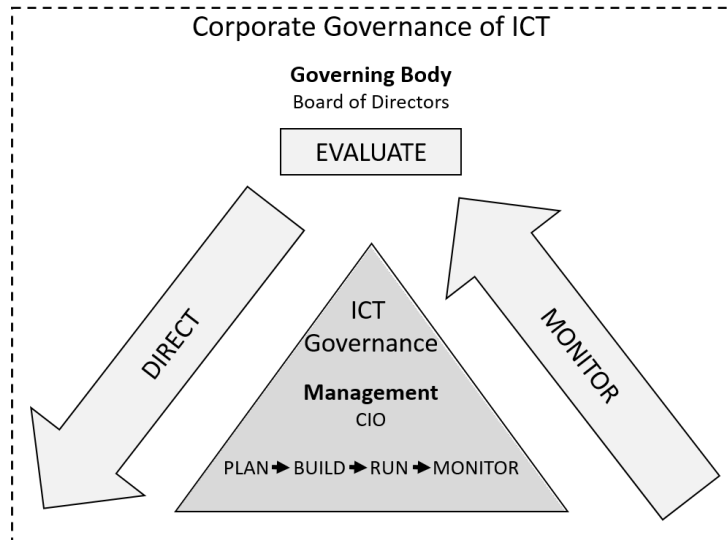 Corporate Governance of ICT
Governing Body
Board of Directors
EVALUATE
DIRECT
MONITOR
ICT
Governance
Management
CIO
PLAN BUILD RUN MONITOR